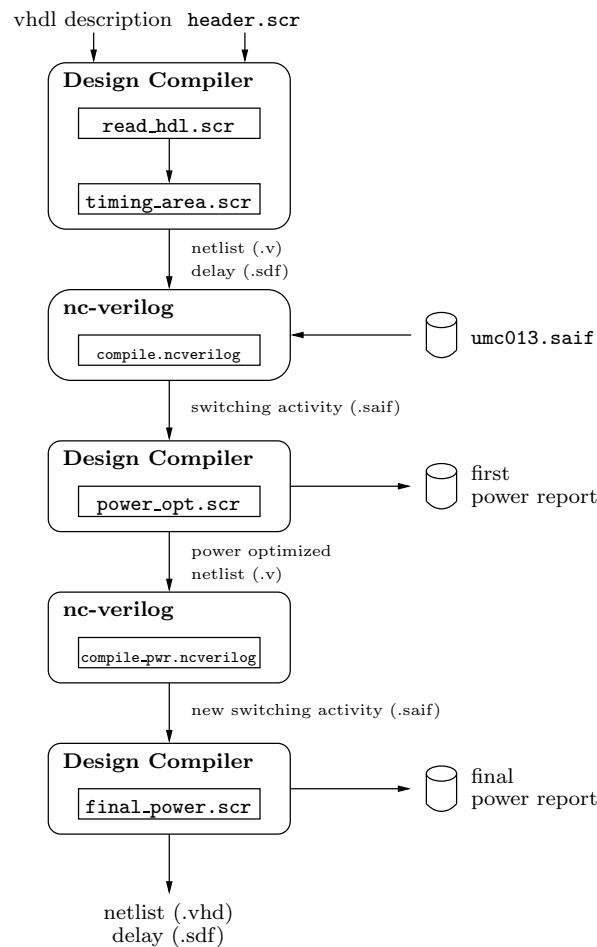 vhdl description header.scr
Design Compiler
read_hdl.scr
timing_area.scr
netlist (.v)
delay (.sdf)
nc-verilog
compile.ncverilog
umc013.saif
switching activity (.saif)
Design Compiler
power_opt.scr
first
power report
power optimized
netlist (.v)
nc-verilog
compile_pwr.ncverilog
new switching activity (.saif)
Design Compiler
final_power.scr
final
power report
netlist (.vhd)
delay (.sdf)